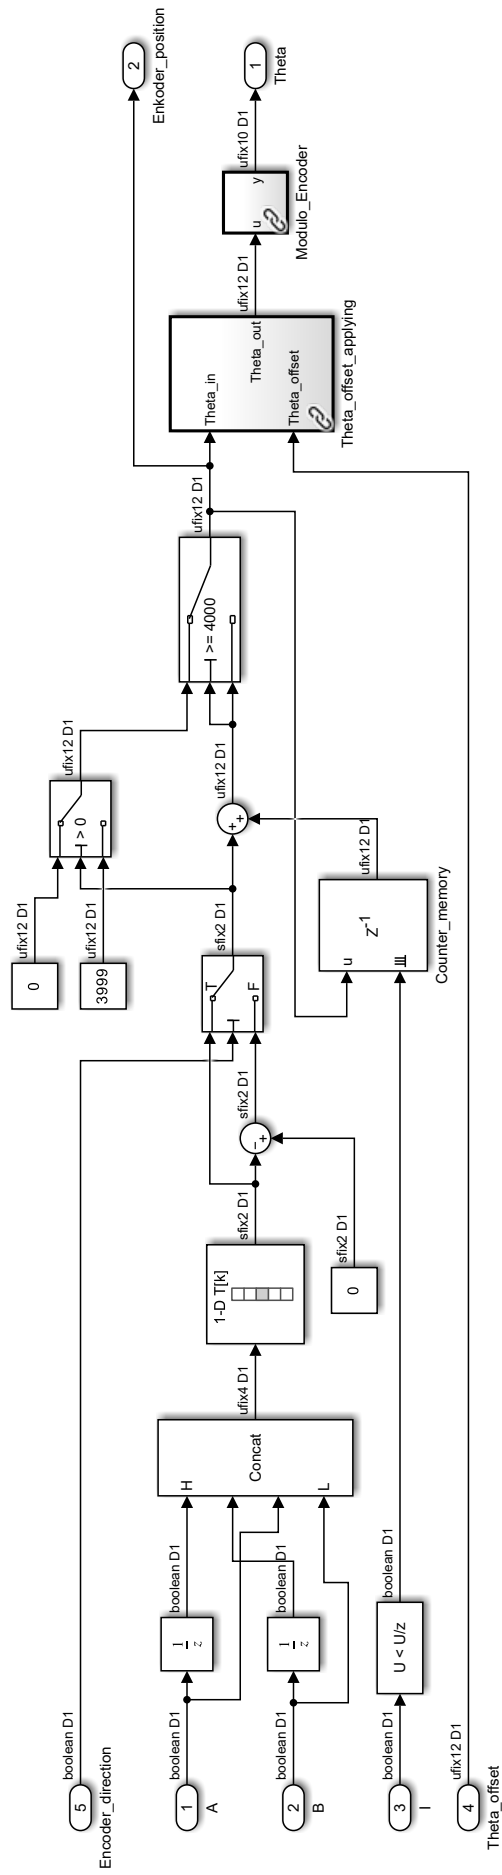 5
boolean D1
Encoder_direction
1
boolean D1
A
2
boolean D1
B
3
boolean D1
I
4
ufix12 D1
Theta_offset
1
z
boolean D1
1
z
boolean D1
U < U/z
boolean D1
H
Concat
L
ufix4 D1
1-D T[k]
sfix2 D1
0
sfix2 D1
−
+
sfix2 D1
T
F
sfix2 D1
0
ufix12 D1
3999
ufix12 D1
> 0
ufix12 D1
+
+
ufix12 D1
u
Z-1
Counter_memory
ufix12 D1
>= 4000
ufix12 D1
Theta_in
Theta_out
Theta_offset
Theta_offset_applying
ufix12 D1
u
y
Modulo_Encoder
ufix10 D1
1
Theta
2
Enkoder_position